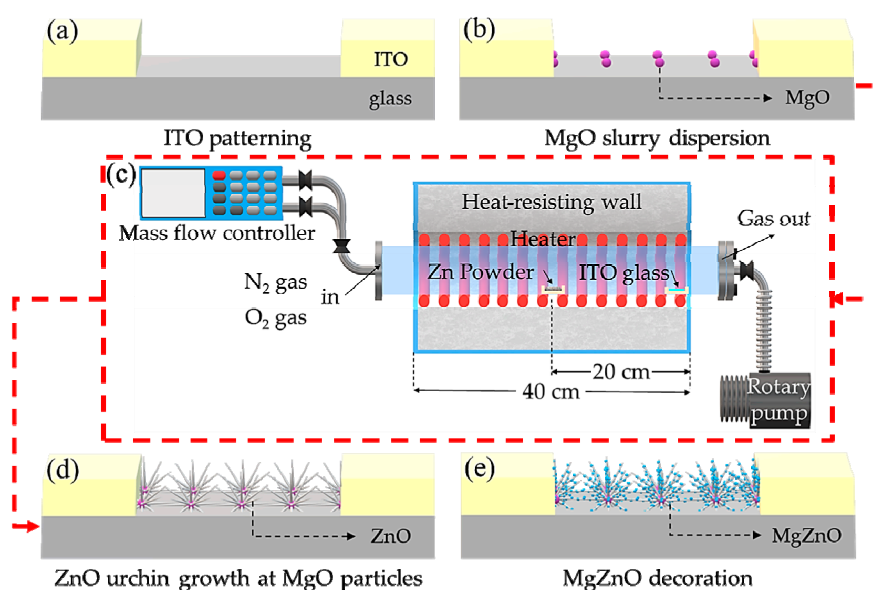 (a)
ITO
glass
ITO patterning
(b)
MgO
MgO slurry dispersion
(c)
Mass flow controller
N₂ gas
in
O₂ gas
Heat-resisting wall
Heater
Zn Powder
ITO glass
Gas out
20 cm
40 cm
Rotary
pump
(d)
ZnO
ZnO urchin growth at MgO particles
(e)
MgZnO
MgZnO decoration